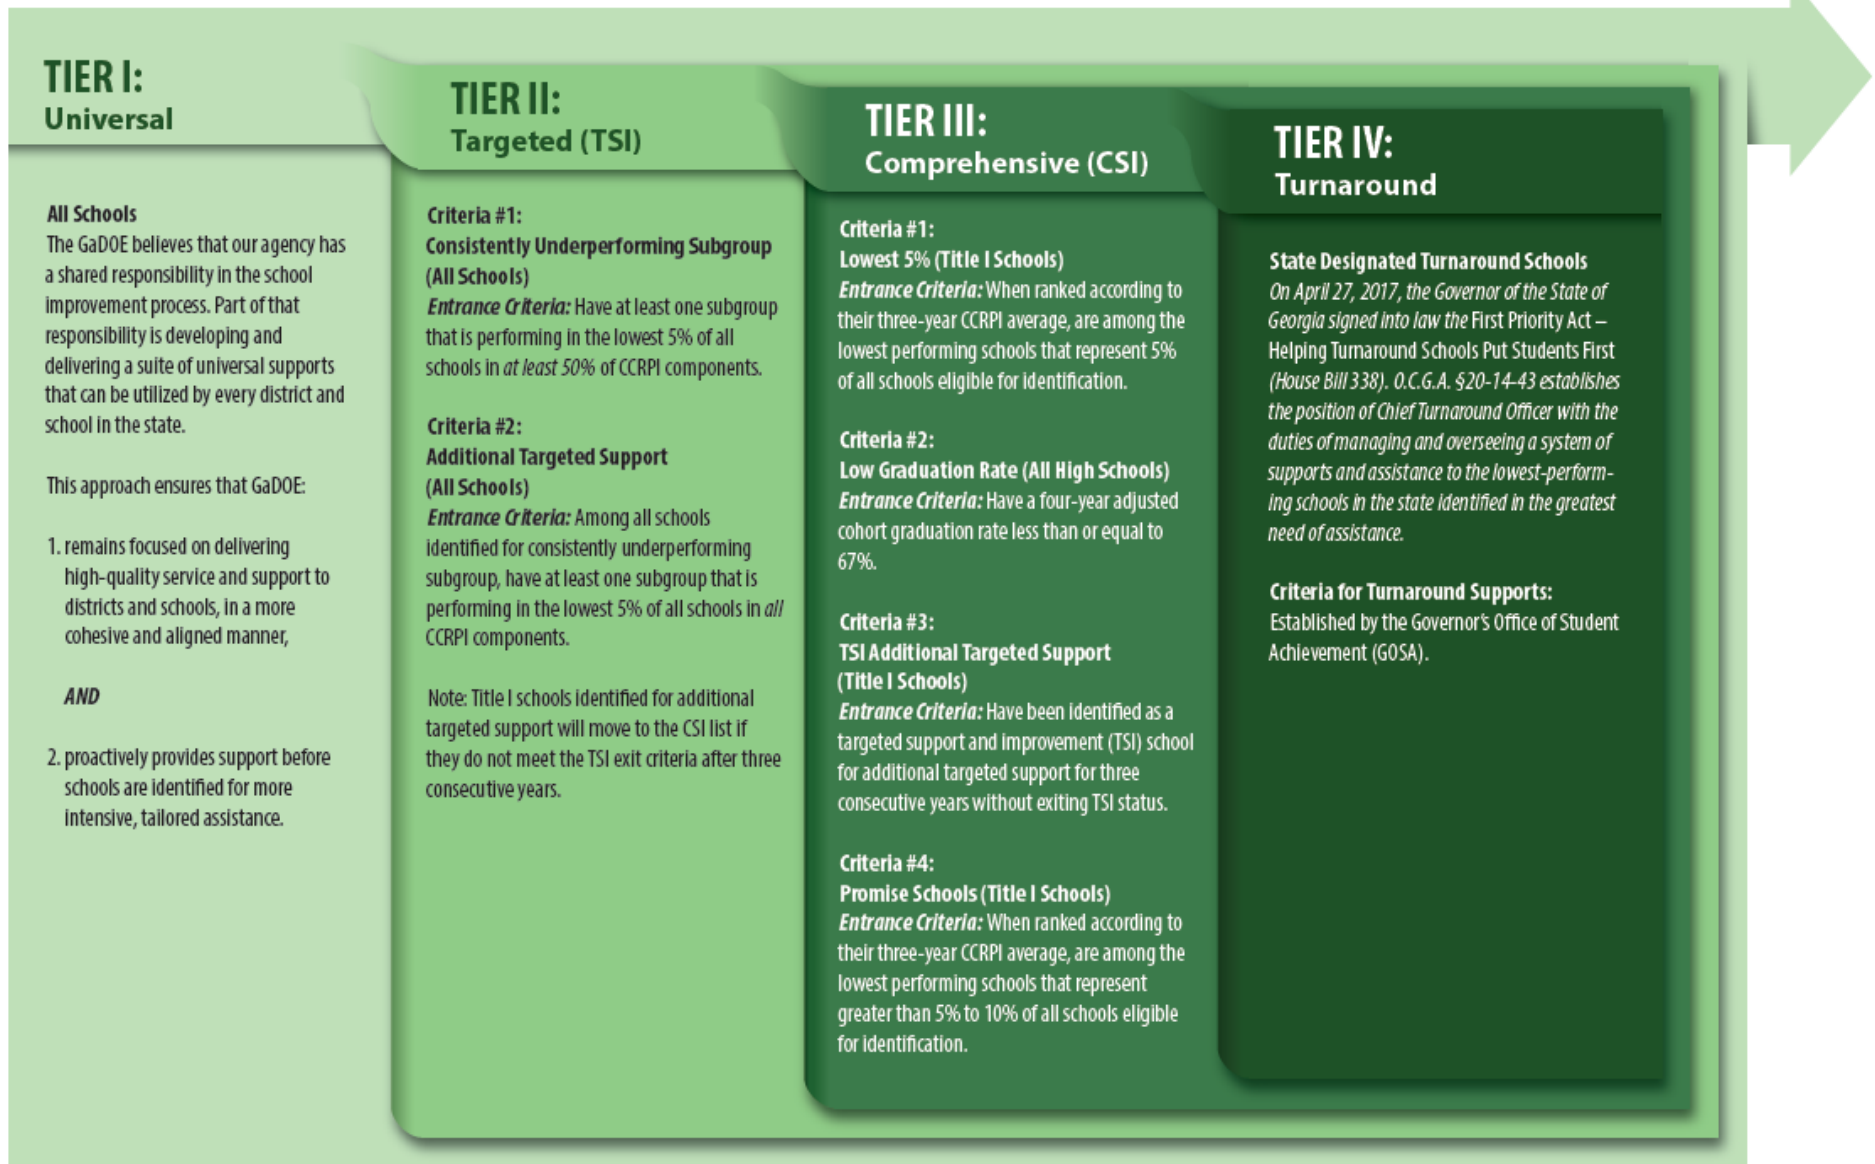 TIER I:
Universal
All Schools
The GaDOE believes that our agency has
a shared responsibility in the school
improvement process. Part of that
responsibility is developing and
delivering a suite of universal supports
that can be utilized by every district and
school in the state.
This approach ensures that GaDOE:
1. remains focused on delivering
high-quality service and support to
districts and schools, in a more
cohesive and aligned manner,
AND
2. proactively provides support before
schools are identified for more
intensive, tailored assistance.
TIER II:
Targeted (TSI)
Criteria #1:
Consistently Underperforming Subgroup
(All Schools)
Entrance Criteria: Have at least one subgroup
that is performing in the lowest 5% of all
schools in at least 50% of CCRPI components.
Criteria #2:
Additional Targeted Support
(All Schools)
Entrance Criteria: Among all schools
identified for consistently underperforming
subgroup, have at least one subgroup that is
performing in the lowest 5% of all schools in all
CCRPI components.
Note: Title I schools identified for additional
targeted support will move to the CSI list if
they do not meet the TSI exit criteria after three
consecutive years.
TIER III:
Comprehensive (CSI)
Criteria #1:
Lowest 5% (Title I Schools)
Entrance Criteria: When ranked according to
their three-year CCRPI average, are among the
lowest performing schools that represent 5%
of all schools eligible for identification.
Criteria #2:
Low Graduation Rate (All High Schools)
Entrance Criteria: Have a four-year adjusted
cohort graduation rate less than or equal to
67%.
Criteria #3:
TSI Additional Targeted Support
(Title I Schools)
Entrance Criteria: Have been identified as a
targeted support and improvement (TSI) school
for additional targeted support for three
consecutive years without exiting TSI status.
Criteria #4:
Promise Schools (Title I Schools)
Entrance Criteria: When ranked according to
their three-year CCRPI average, are among the
lowest performing schools that represent
greater than 5% to 10% of all schools eligible
for identification.
TIER IV:
Turnaround
State Designated Turnaround Schools
On April 27, 2017, the Governor of the State of
Georgia signed into law the First Priority Act –
Helping Turnaround Schools Put Students First
(House Bill 338). O.C.G.A. §20-14-43 establishes
the position of Chief Turnaround Officer with the
duties of managing and overseeing a system of
supports and assistance to the lowest-perform-
ing schools in the state identified in the greatest
need of assistance.
Criteria for Turnaround Supports:
Established by the Governor's Office of Student
Achievement (GOSA).